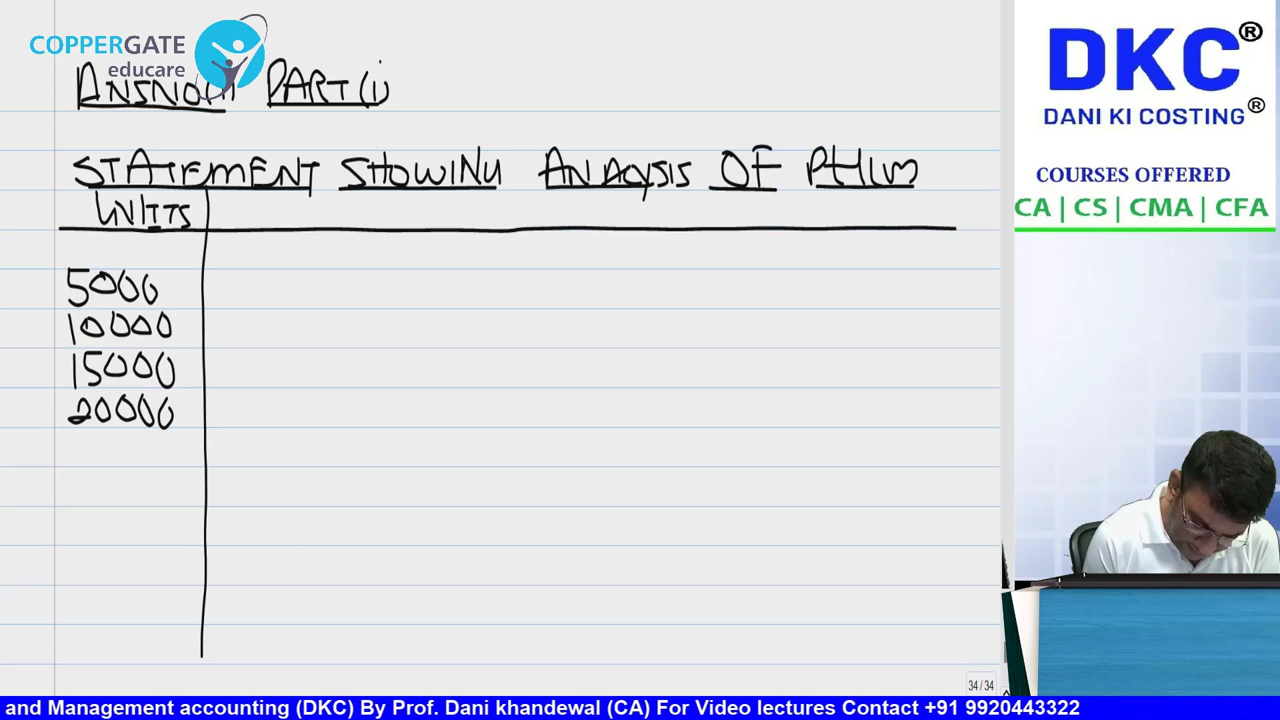 COPPERGATE
educare
PART (i)
STATEMENT SHOWING ANALYSIS OF
UNITS
5000
10000
15000
20000
34 / 34
DKC®
DANI KI COSTING®
COURSES OFFERED
CA | CS | CMA | CFA
and Management accounting (DKC) By Prof. Dani khandewal (CA) For Video lectures Contact +91 9920443322